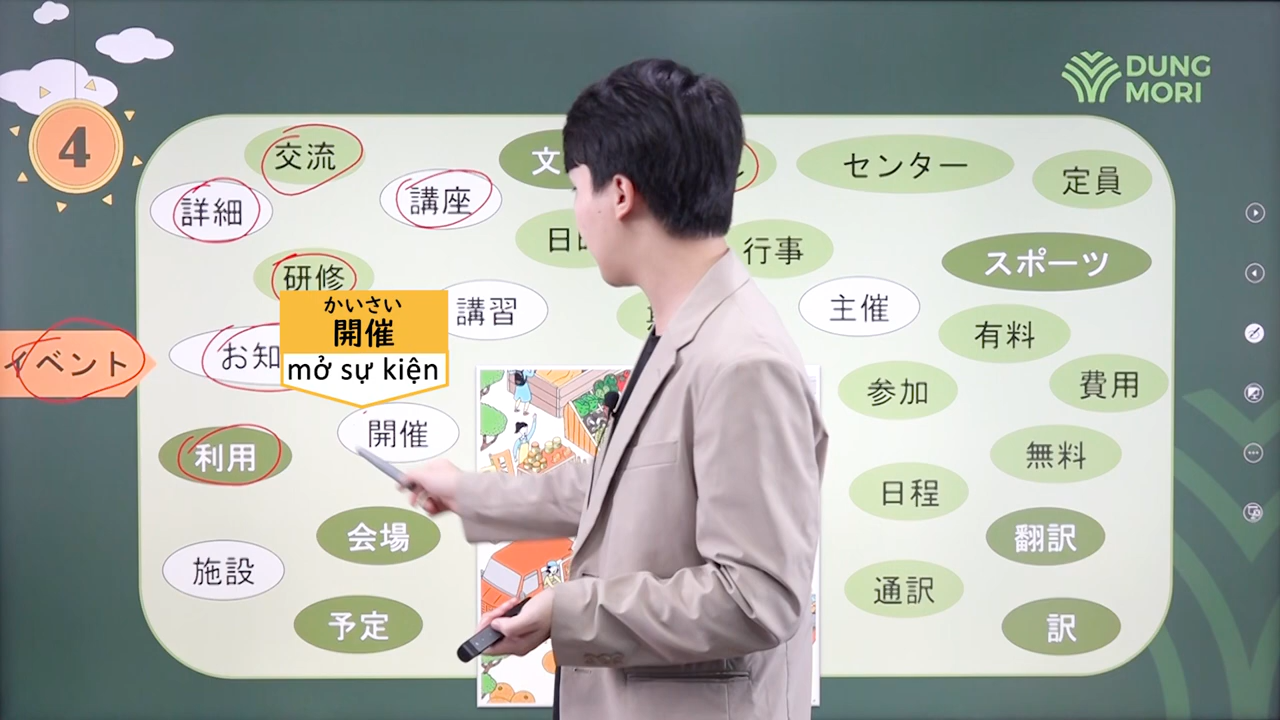 4
DUNG
MORI
交流
文
センター
定員
詳細
講座
行事
スポーツ
研修
講習
主催
有料
イベント
お知
かいさい
開催
mở sự kiện
参加
費用
開催
利用
無料
日程
会場
翻訳
施設
通訳
予定
訳